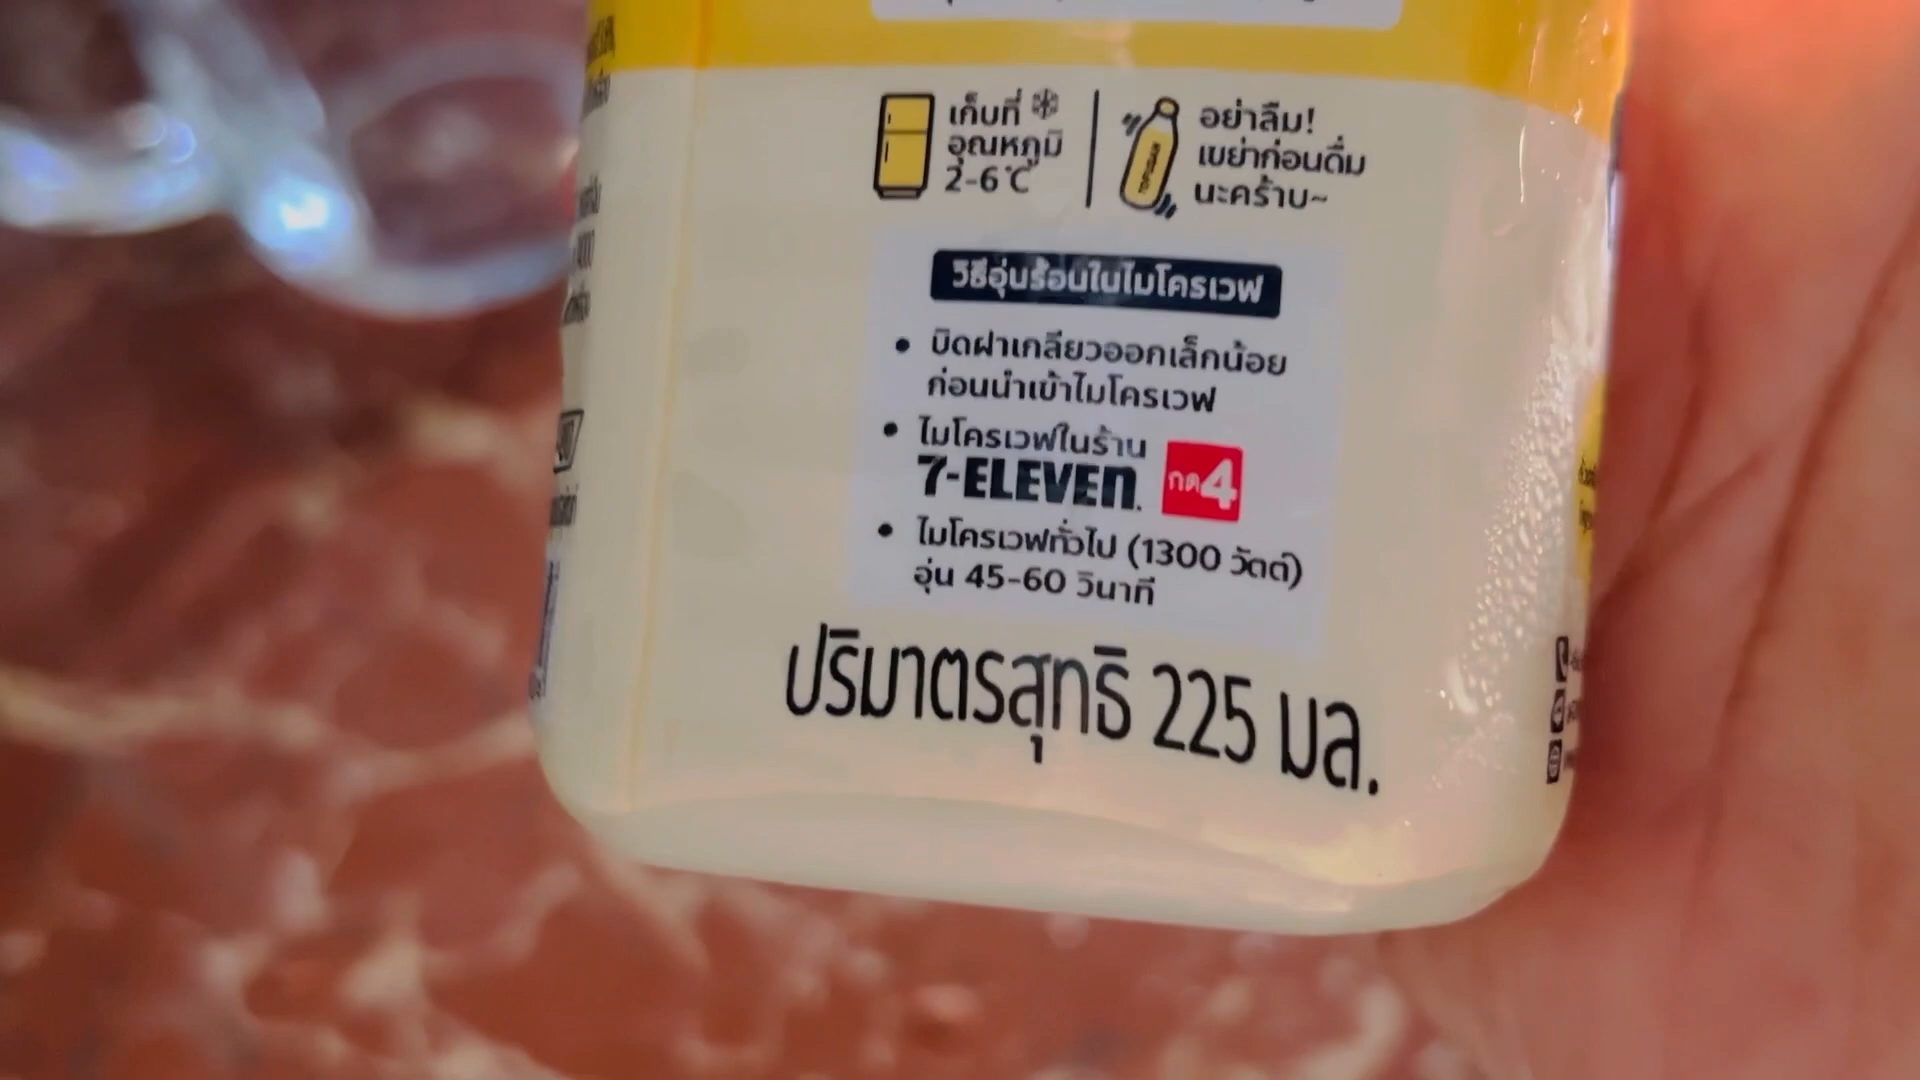 เก็บที่
อุณหภูมิ
2-6°C
อย่าลืม!
เขย่าก่อนดื่ม
นะคร้าบ~
วิธีอุ่นร้อนในไมโครเวฟ
• บิดฝาเกลียวออกเล็กน้อย
ก่อนนำเข้าไมโครเวฟ
• ไมโครเวฟในร้าน
7-ELEVEn. กด4
• ไมโครเวฟทั่วไป (1300 วัตต์)
อุ่น 45-60 วินาที
ปริมาตรสุทธิ 225 มล.